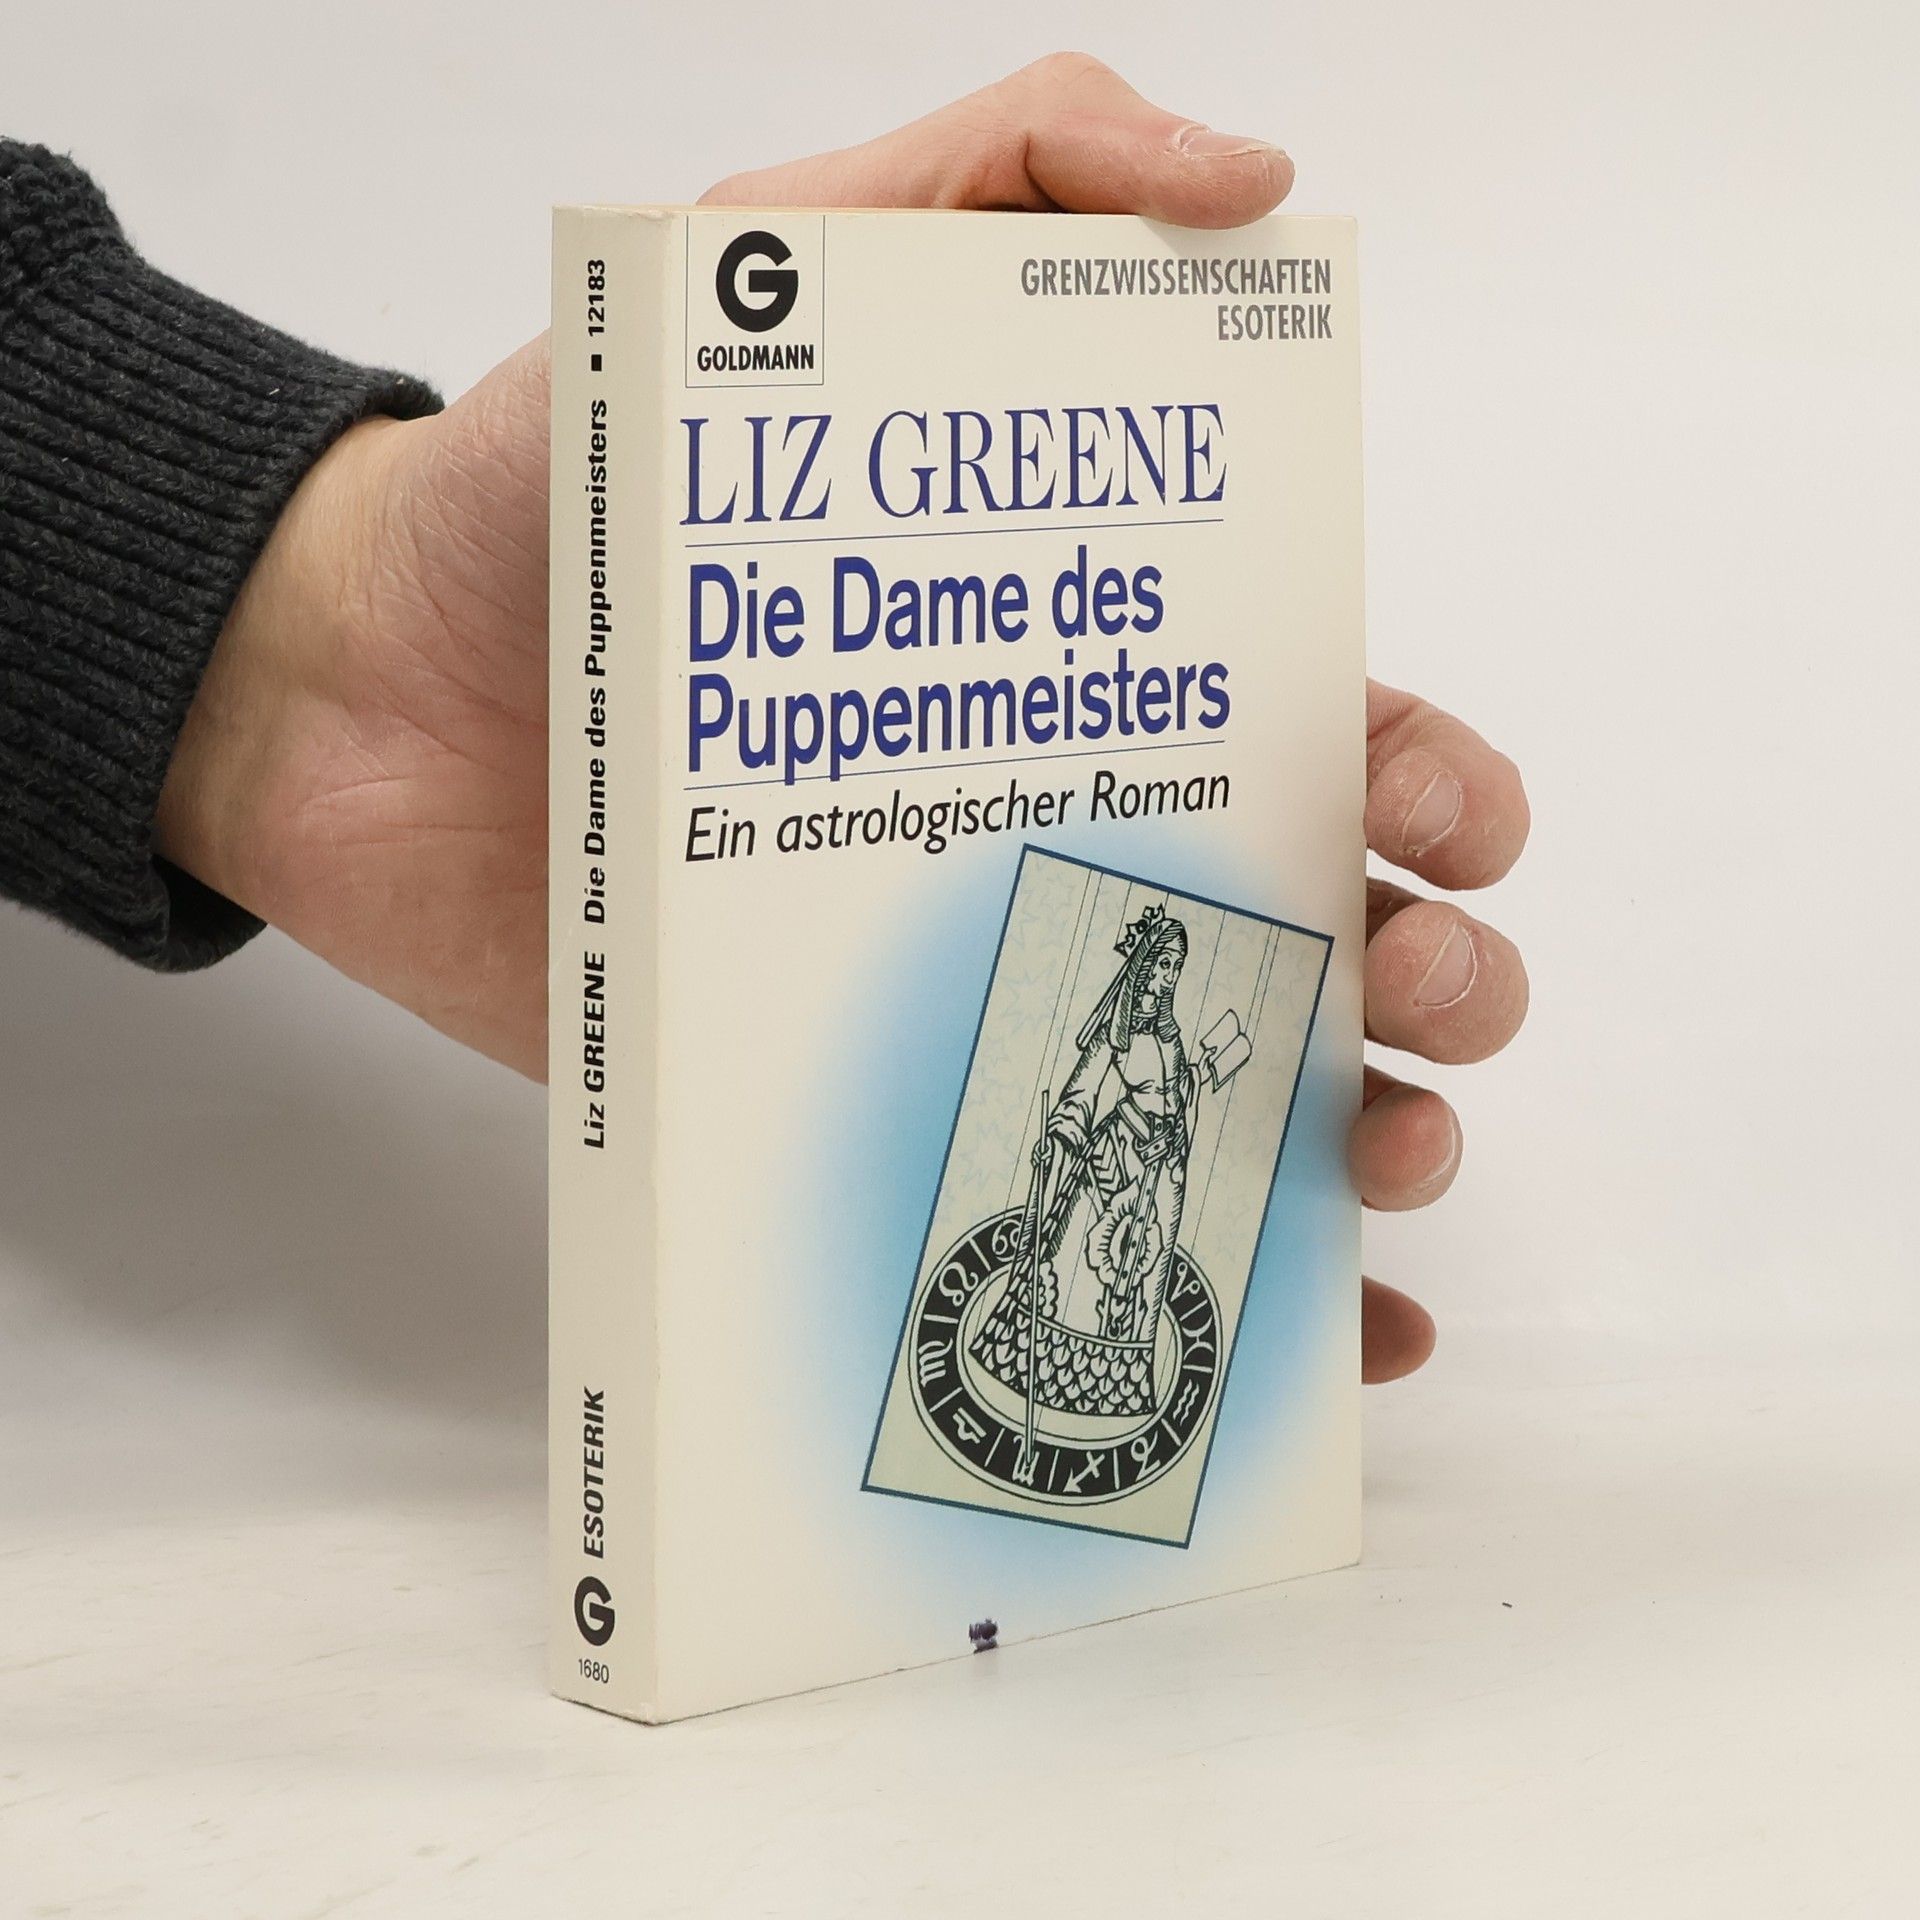 GOLDMANN
GRENZWISSENSCHAFTEN
ESOTERIK
LIZ GREENE
Die Dame des
Puppenmeisters
Ein astrologischer Roman
Liz GREENE Die Dame des Puppenmeisters ■ 12183
ESOTERIK
1680